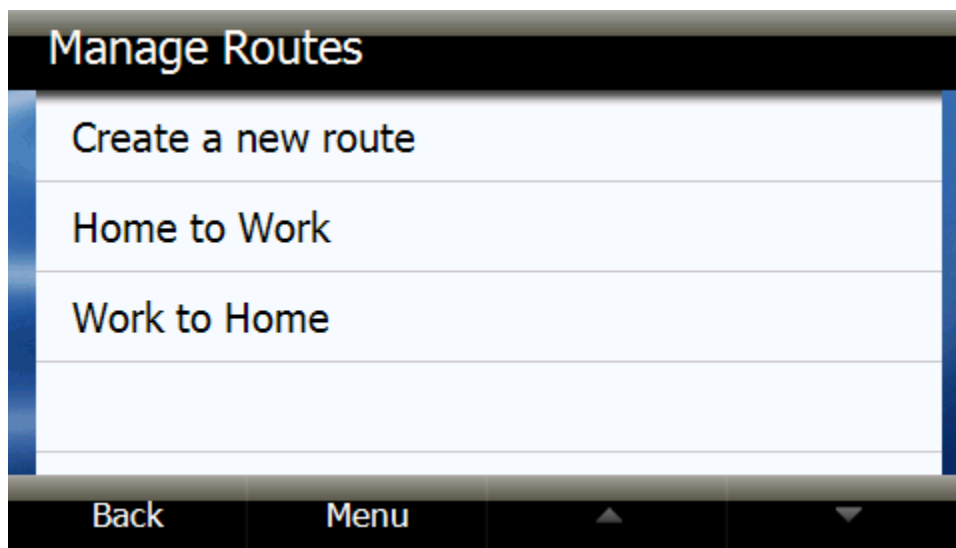 Manage Routes
Create a new route
Home to Work
Work to Home
Back Menu